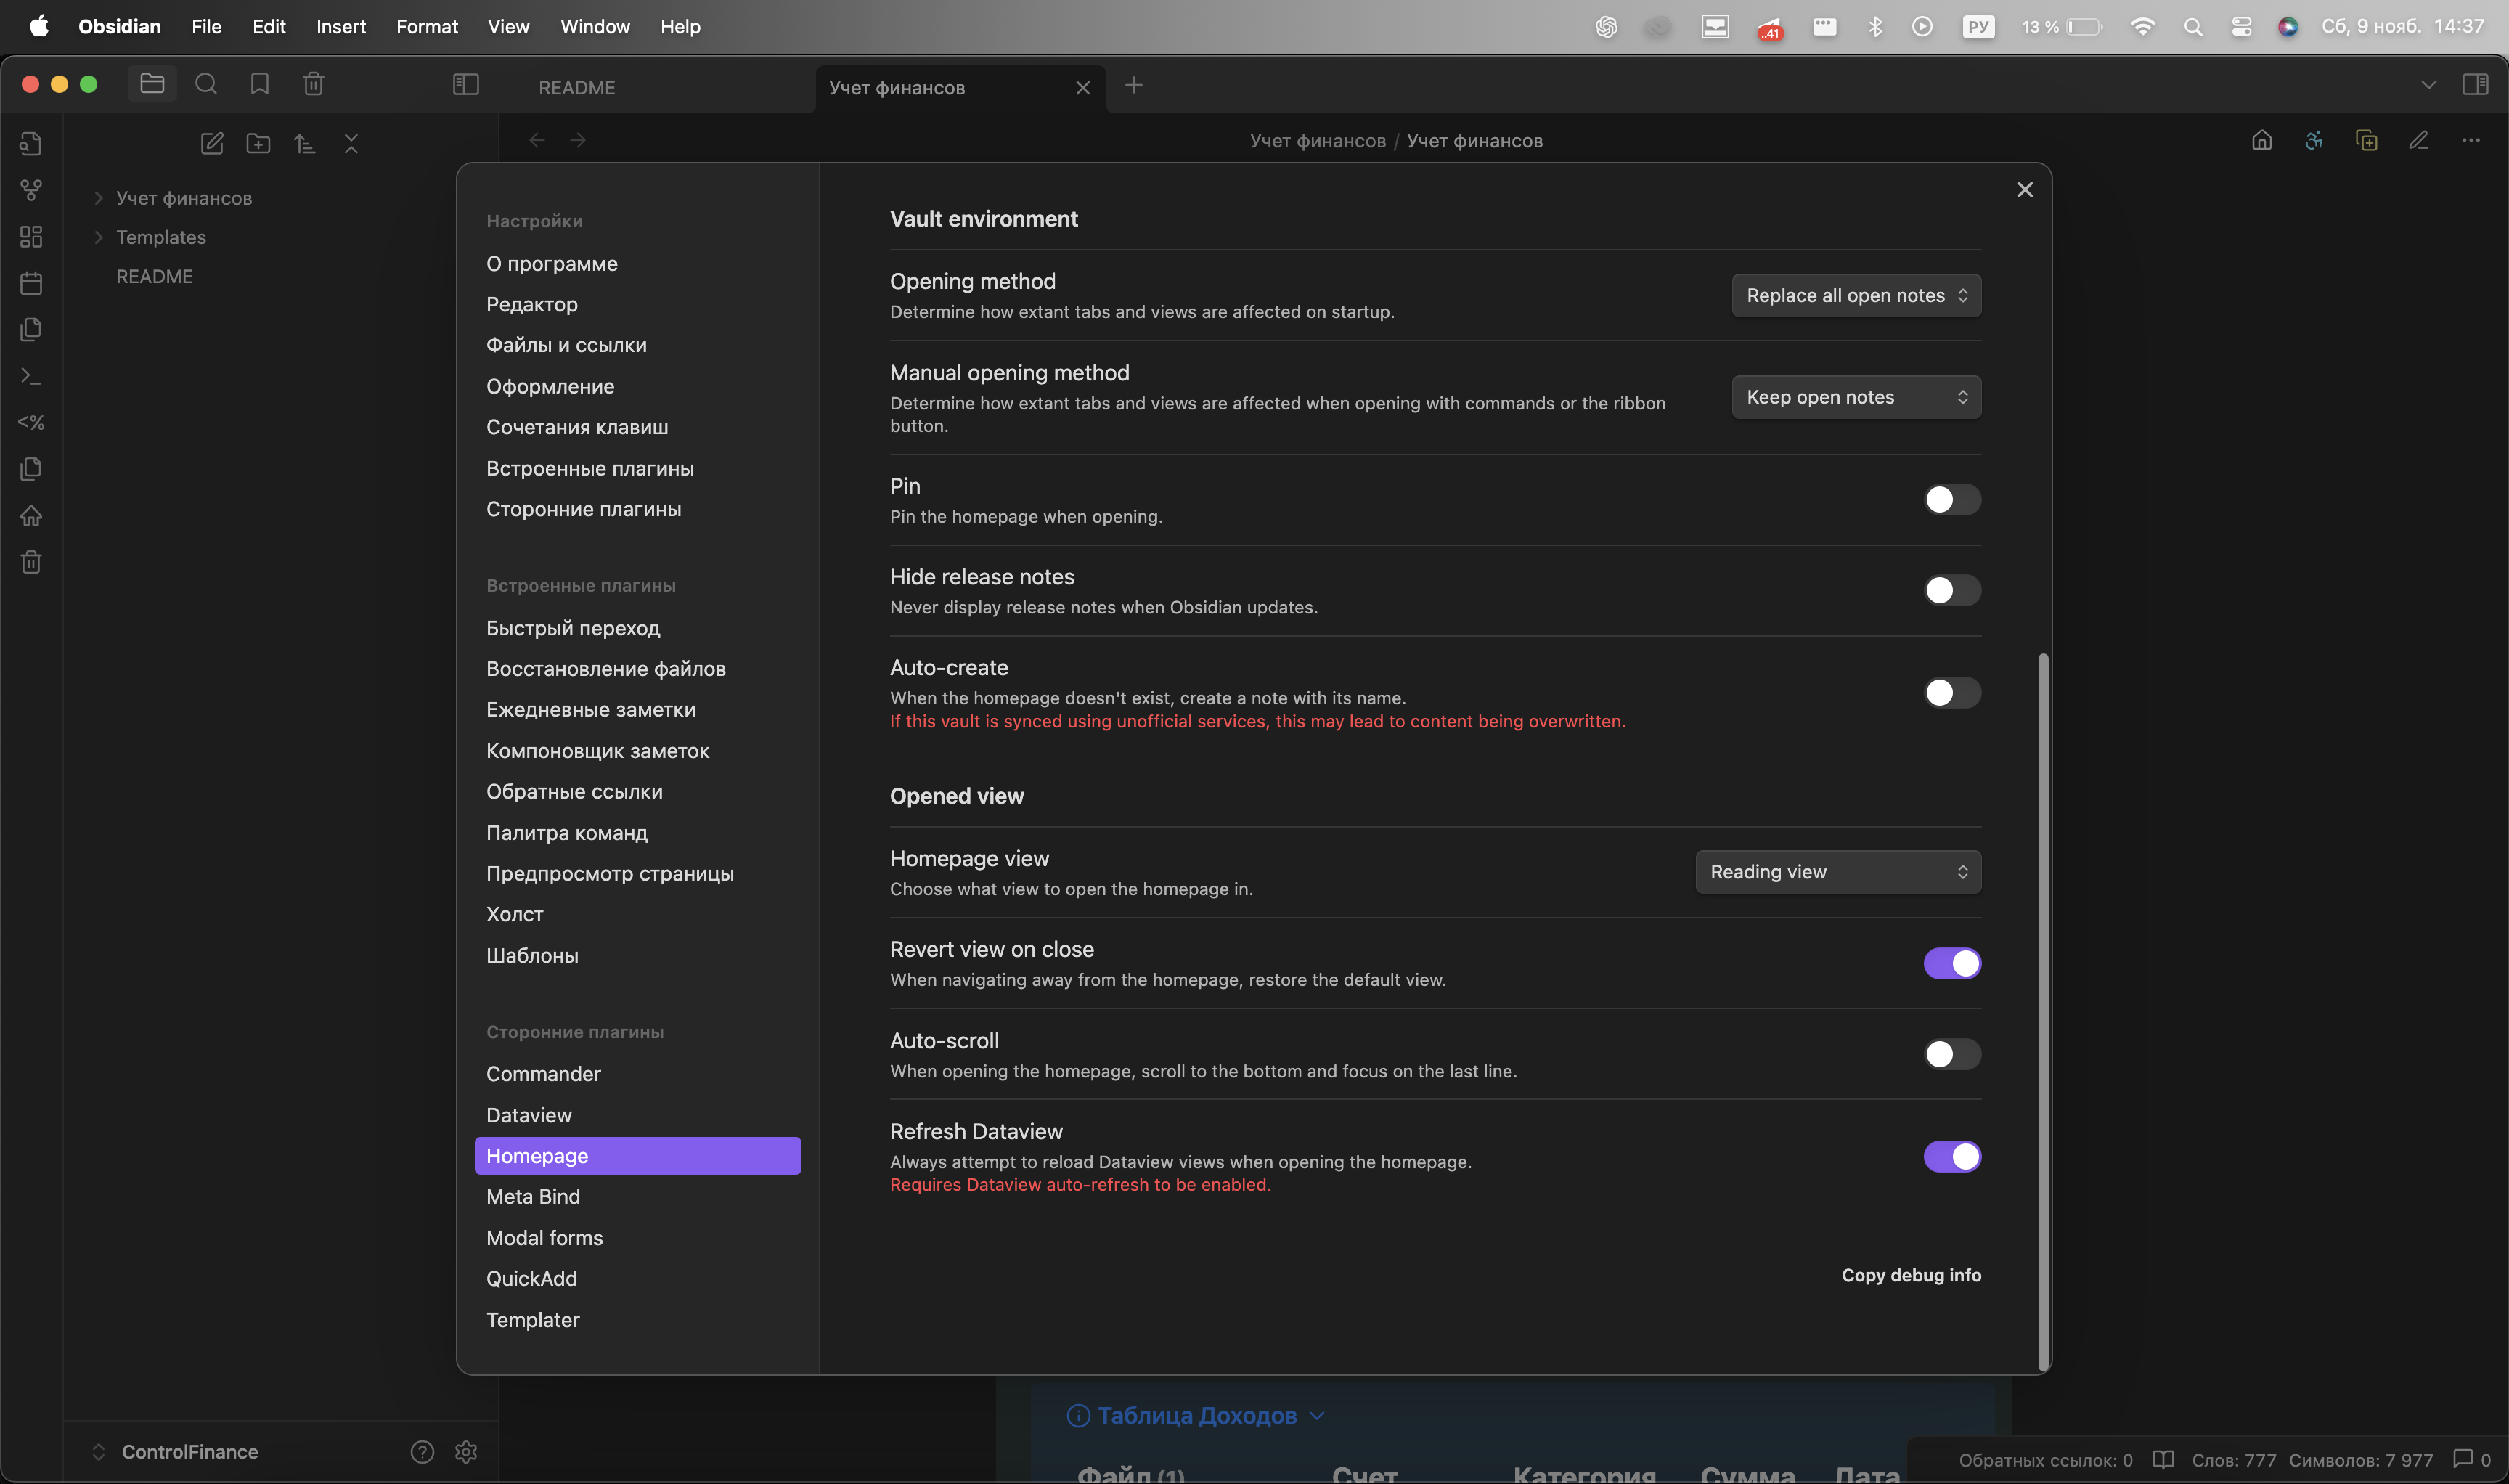 Obsidian File Edit Insert Format View Window Help
..41
РУ
13 %
Сб, 9 нояб. 14:37
README
Учет финансов
Учет финансов / Учет финансов
Учет финансов
Templates
README
<%
Настройки
О программе
Редактор
Файлы и ссылки
Оформление
Сочетания клавиш
Встроенные плагины
Сторонние плагины
Встроенные плагины
Быстрый переход
Восстановление файлов
Ежедневные заметки
Компоновщик заметок
Обратные ссылки
Палитра команд
Предпросмотр страницы
Холст
Шаблоны
Сторонние плагины
Commander
Dataview
Homepage
Meta Bind
Modal forms
QuickAdd
Templater
Vault environment
Opening method
Determine how extant tabs and views are affected on startup.
Replace all open notes
Manual opening method
Determine how extant tabs and views are affected when opening with commands or the ribbon
button.
Keep open notes
Pin
Pin the homepage when opening.
Hide release notes
Never display release notes when Obsidian updates.
Auto-create
When the homepage doesn't exist, create a note with its name.
If this vault is synced using unofficial services, this may lead to content being overwritten.
Opened view
Homepage view
Choose what view to open the homepage in.
Reading view
Revert view on close
When navigating away from the homepage, restore the default view.
Auto-scroll
When opening the homepage, scroll to the bottom and focus on the last line.
Refresh Dataview
Always attempt to reload Dataview views when opening the homepage.
Requires Dataview auto-refresh to be enabled.
Copy debug info
Таблица Доходов
Файл (1) Счет Категория Сумма Дата
ControlFinance
Обратных ссылок: 0 Слов: 777 Символов: 7 977 0